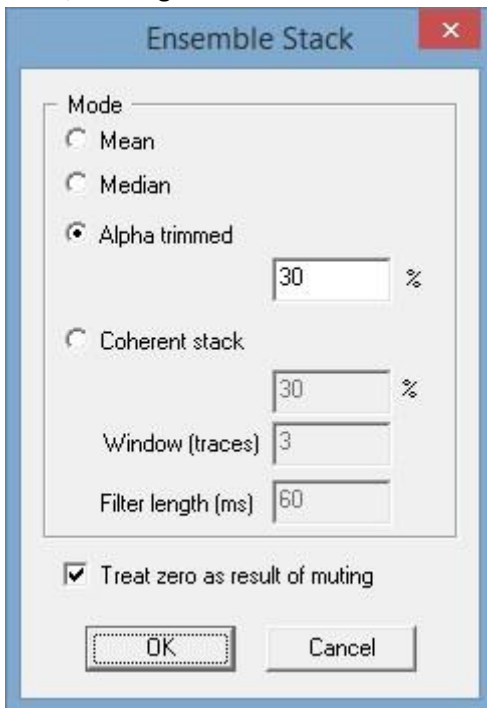 Ensemble Stack
Mode
Mean
Median
Alpha trimmed
30 %
Coherent stack
30 %
Window (traces) 3
Filter length (ms) 60
Treat zero as result of muting
OK Cancel